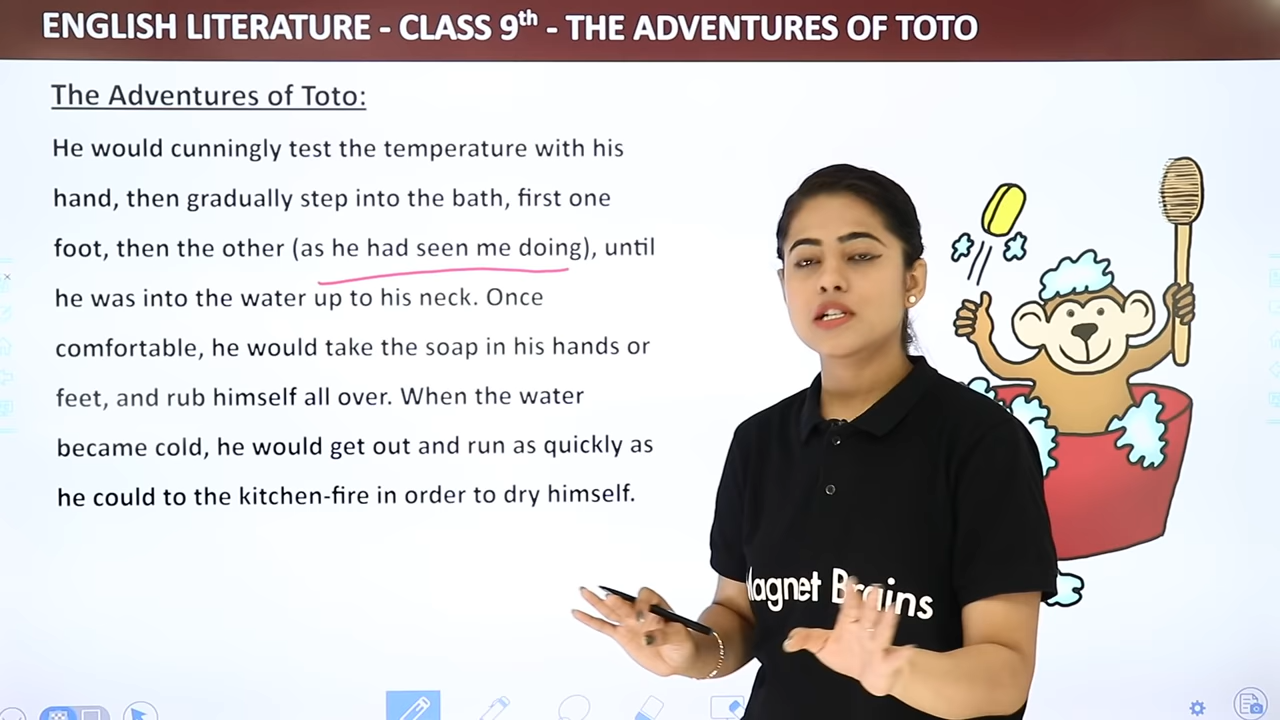 ENGLISH LITERATURE - CLASS 9th - THE ADVENTURES OF TOTO
The Adventures of Toto:
He would cunningly test the temperature with his
hand, then gradually step into the bath, first one
foot, then the other (as he had seen me doing), until
he was into the water up to his neck. Once
comfortable, he would take the soap in his hands or
feet, and rub himself all over. When the water
became cold, he would get out and run as quickly as
he could to the kitchen-fire in order to dry himself.
Magnet Brains